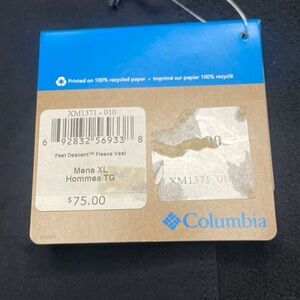 Printed on 100% recycled paper • Imprimé sur papier 100% recyclé
XM1371 - 010
6 92832 56933 8
Fast Descent™ Fleece Vest
Mens XL
Hommes TG
$75.00
XM1371
Columbia